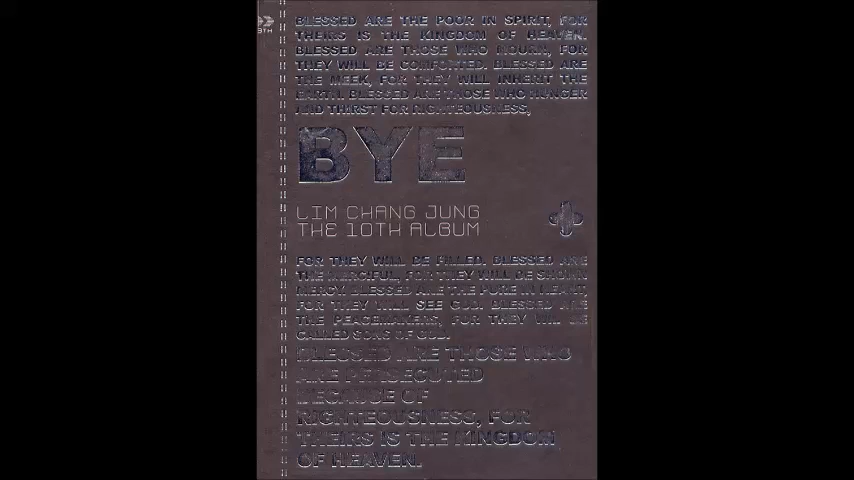 BLESSED ARE THE POOR IN SPIRIT, FOR
THEIRS IS THE KINGDOM OF HEAVEN.
BLESSED ARE THOSE WHO MOURN, FOR
THEY WILL BE COMFORTED. BLESSED ARE
THE MEEK, FOR THEY WILL INHERIT THE
EARTH. BLESSED ARE THOSE WHO HUNGER
AND THIRST FOR RIGHTEOUSNESS,
BYE
LIM CHANG JUNG
THE 10TH ALBUM
FOR THEY WILL BE FILLED. BLESSED ARE
THE MERCIFUL, FOR THEY WILL BE SHOWN
MERCY. BLESSED ARE THE PURE IN HEART,
FOR THEY WILL SEE GOD. BLESSED ARE
THE PEACEMAKERS, FOR THEY WILL BE
CALLED SONS OF GOD.
BLESSED ARE THOSE WHO
ARE PERSECUTED
BECAUSE OF
RIGHTEOUSNESS, FOR
THEIRS IS THE KINGDOM
OF HEAVEN.